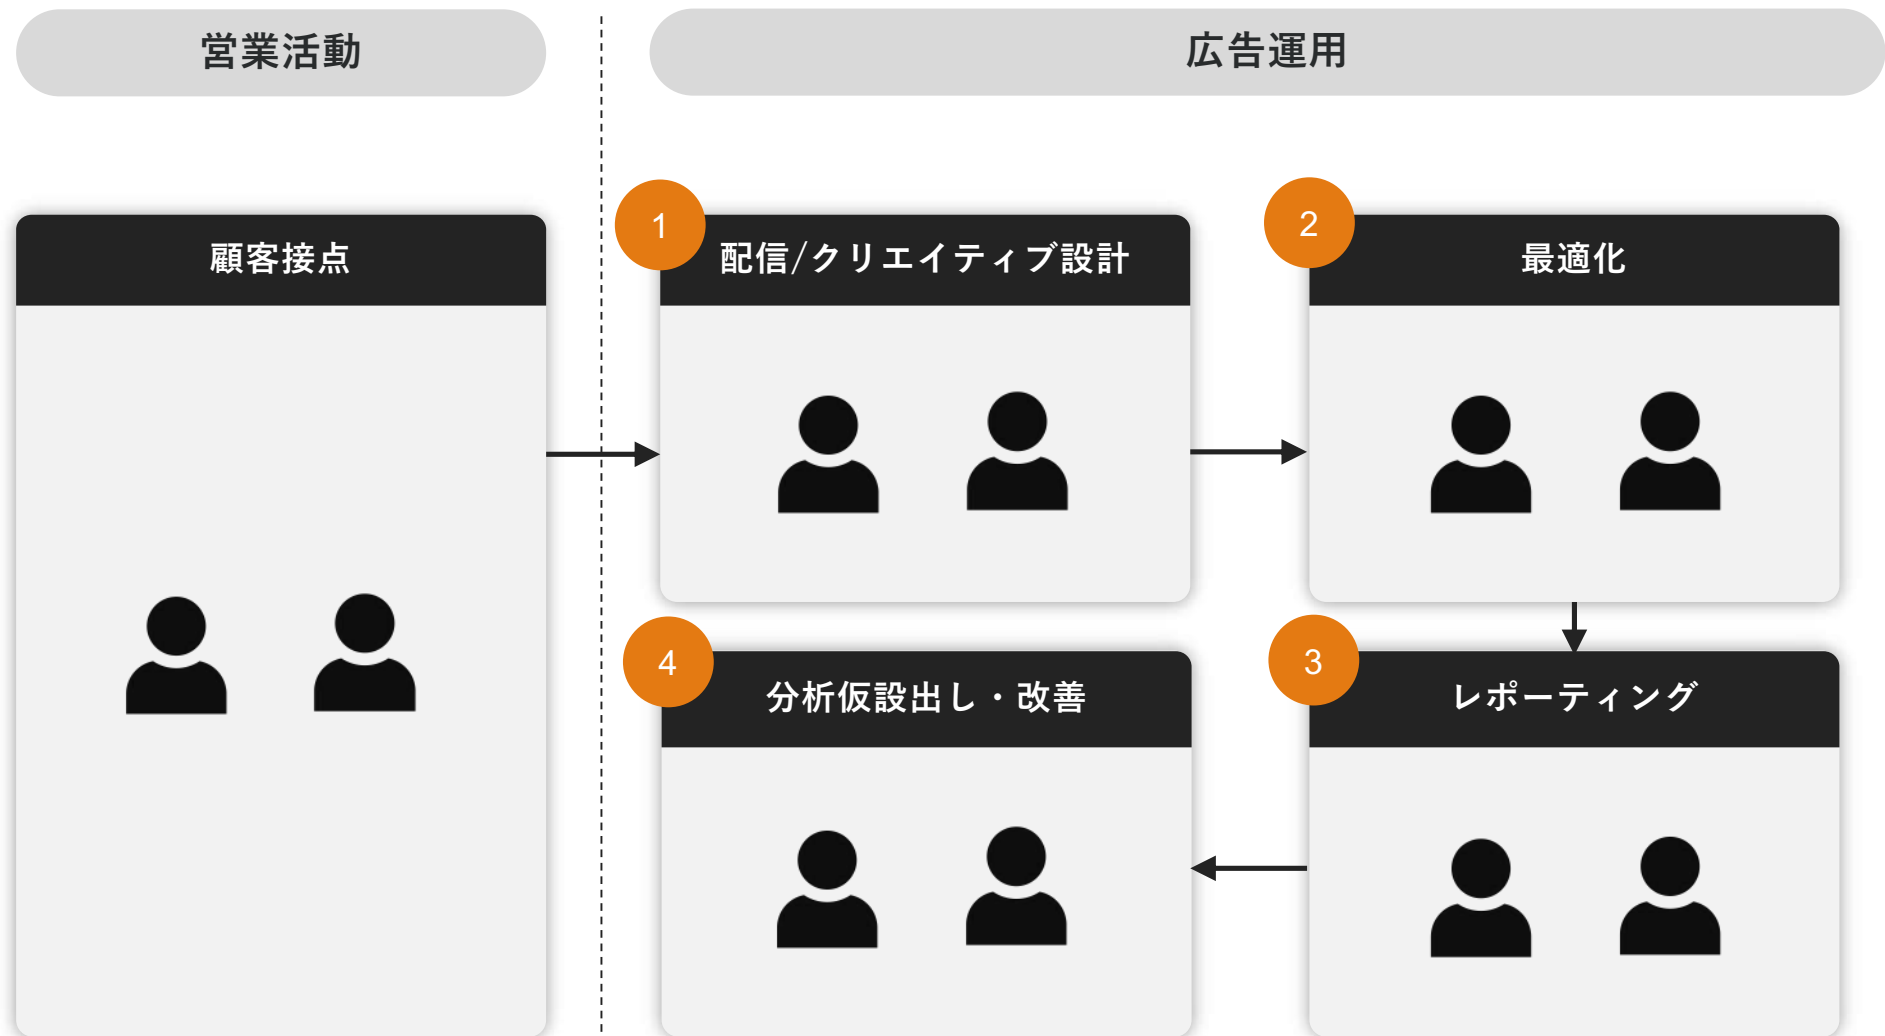 営業活動
広告運用
顧客接点
1
配信/クリエイティブ設計
2
最適化
4
分析仮設出し・改善
3
レポーティング